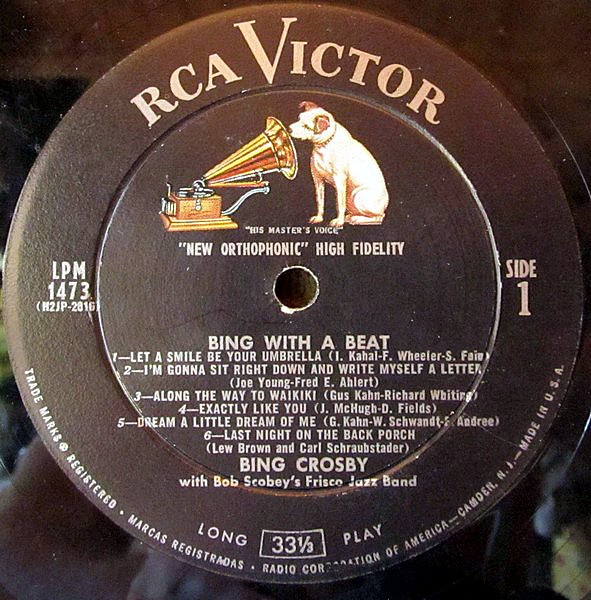 RCA VICTOR
"HIS MASTER'S VOICE"
"NEW ORTHOPHONIC" HIGH FIDELITY
LPM
1473
(H2JP-2816)
SIDE
1
BING WITH A BEAT
1—LET A SMILE BE YOUR UMBRELLA (I. Kahal-F. Wheeler-S. Fain
2—I'M GONNA SIT RIGHT DOWN AND WRITE MYSELF A LETTER
(Joe Young-Fred E. Ahlert)
3—ALONG THE WAY TO WAIKIKI (Gus Kahn-Richard Whiting)
4—EXACTLY LIKE YOU (J. McHugh-D. Fields)
5—DREAM A LITTLE DREAM OF ME (G. Kahn-W. Schwandt-F. Andree)
6—LAST NIGHT ON THE BACK PORCH
(Lew Brown and Carl Schraubstader)
BING CROSBY
with Bob Scobey's Frisco Jazz Band
LONG 33⅓ PLAY
TRADE MARKS ® REGISTERED • MARCAS REGISTRADAS • RADIO CORPORATION OF AMERICA—CAMDEN, N. J.—MADE IN U.S.A.